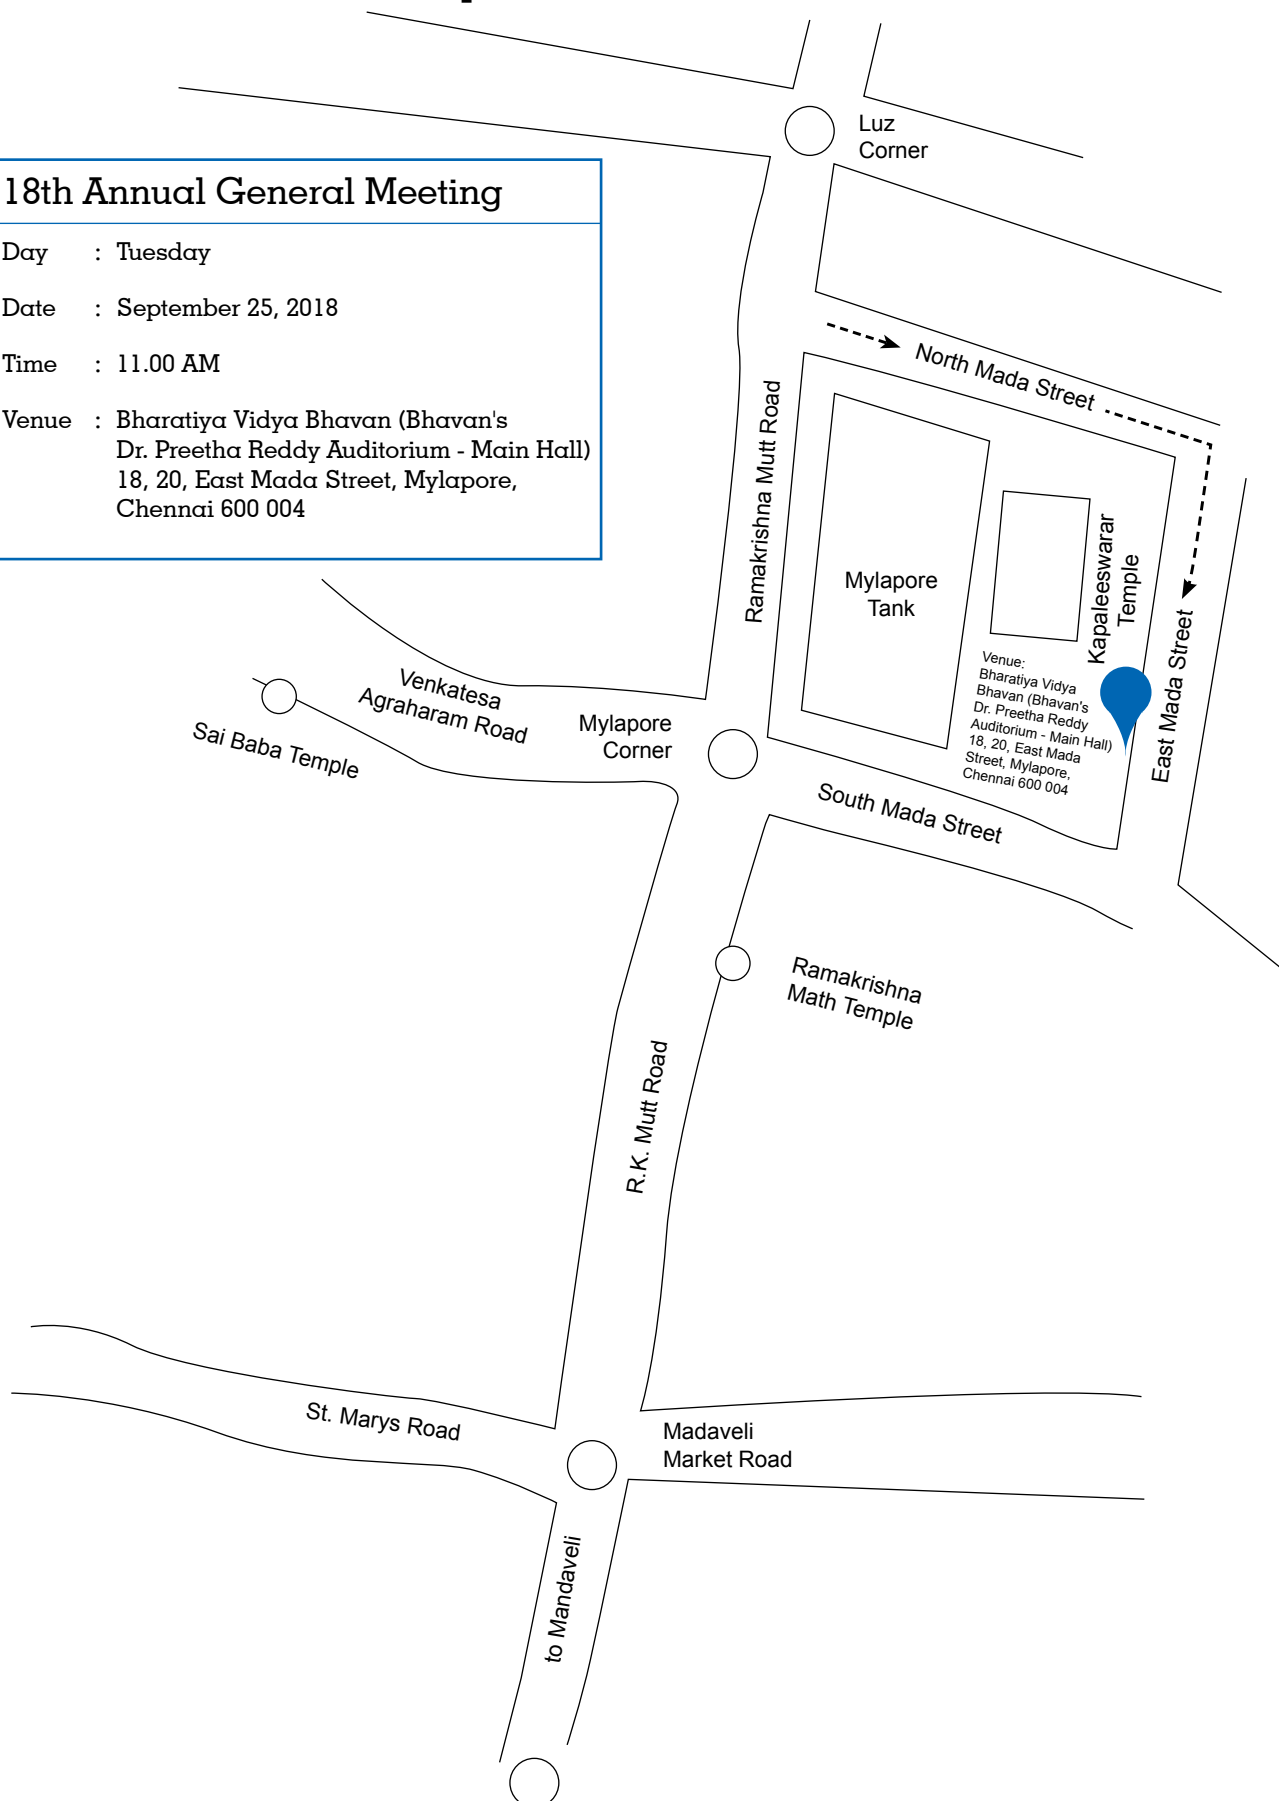 Luz
Corner
18th Annual General Meeting
Day : Tuesday
Date : September 25, 2018
Time : 11.00 AM
Venue : Bharatiya Vidya Bhavan (Bhavan's
Dr. Preetha Reddy Auditorium - Main Hall)
18, 20, East Mada Street, Mylapore,
Chennai 600 004
North Mada Street
Ramakrishna Mutt Road
Mylapore
Tank
Kapaleeswarar
Temple
East Mada Street
Venue:
Bharatiya Vidya
Bhavan (Bhavan's
Dr. Preetha Reddy
Auditorium - Main Hall)
18, 20, East Mada
Street, Mylapore,
Chennai 600 004
Venkatesa
Agraharam Road
Sai Baba Temple
Mylapore
Corner
South Mada Street
Ramakrishna
Math Temple
R.K. Mutt Road
St. Marys Road
Madaveli
Market Road
to Mandaveli